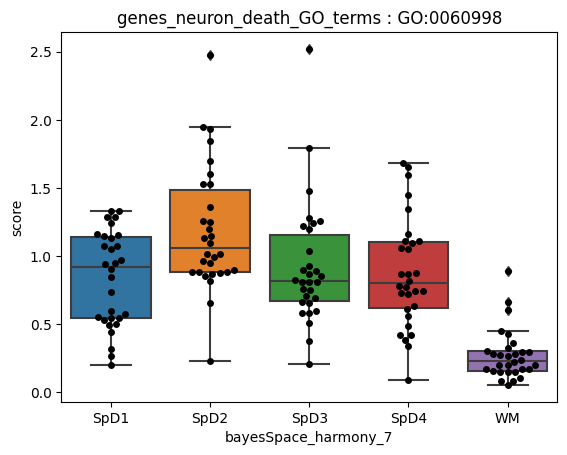 genes_neuron_death_GO_terms : GO:0060998
2.5
2.0
1.5
1.0
0.5
0.0
score
SpD1 SpD2 SpD3 SpD4 WM
bayesSpace_harmony_7